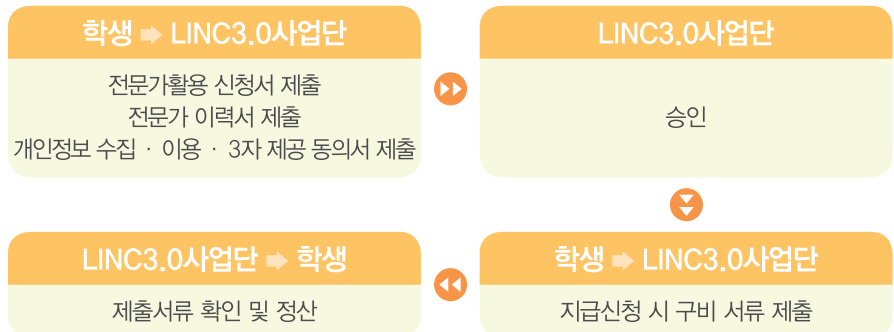 학생 ➡ LINC3.0사업단
전문가활용 신청서 제출
전문가 이력서 제출
개인정보 수집 · 이용 · 3자 제공 동의서 제출
LINC3.0사업단
승인
학생 ➡ LINC3.0사업단
지급신청 시 구비 서류 제출
LINC3.0사업단 ➡ 학생
제출서류 확인 및 정산